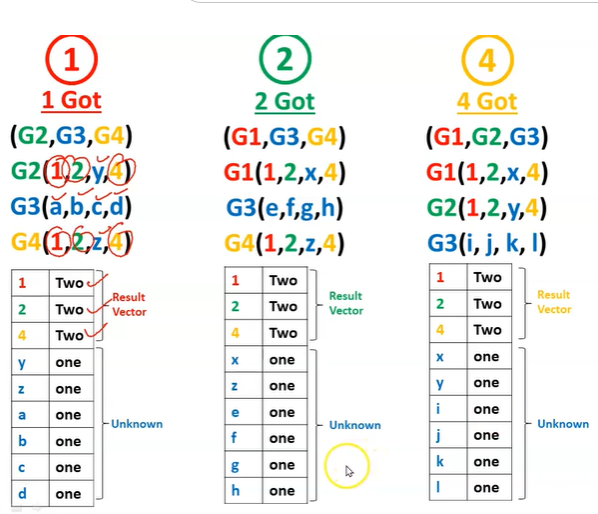 1 2 4
1 Got 2 Got 4 Got
(G2,G3,G4) (G1,G3,G4) (G1,G2,G3)
G2(1,2,y,4) G1(1,2,x,4) G1(1,2,x,4)
G3(a,b,c,d) G3(e,f,g,h) G2(1,2,y,4)
G4(1,2,z,4) G4(1,2,z,4) G3(i, j, k, l)
1 Two
2 Two
4 Two
Result
Vector
y one
z one
a one
b one
c one
d one
Unknown
1 Two
2 Two
4 Two
Result
Vector
x one
z one
e one
f one
g one
h one
Unknown
1 Two
2 Two
4 Two
Result
Vector
x one
y one
i one
j one
k one
l one
Unknown